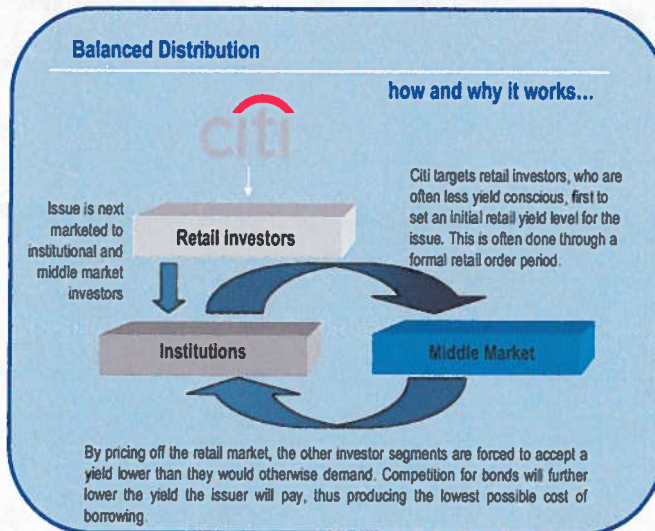 Balanced Distribution
how and why it works...
citi
Citi targets retail investors, who are
often less yield conscious, first to
set an initial retail yield level for the
issue. This is often done through a
formal retail order period.
Issue is next
marketed to
institutional and
middle market
investors
Retail investors
Institutions
Middle Market
By pricing off the retail market, the other investor segments are forced to accept a
yield lower than they would otherwise demand. Competition for bonds will further
lower the yield the issuer will pay, thus producing the lowest possible cost of
borrowing.